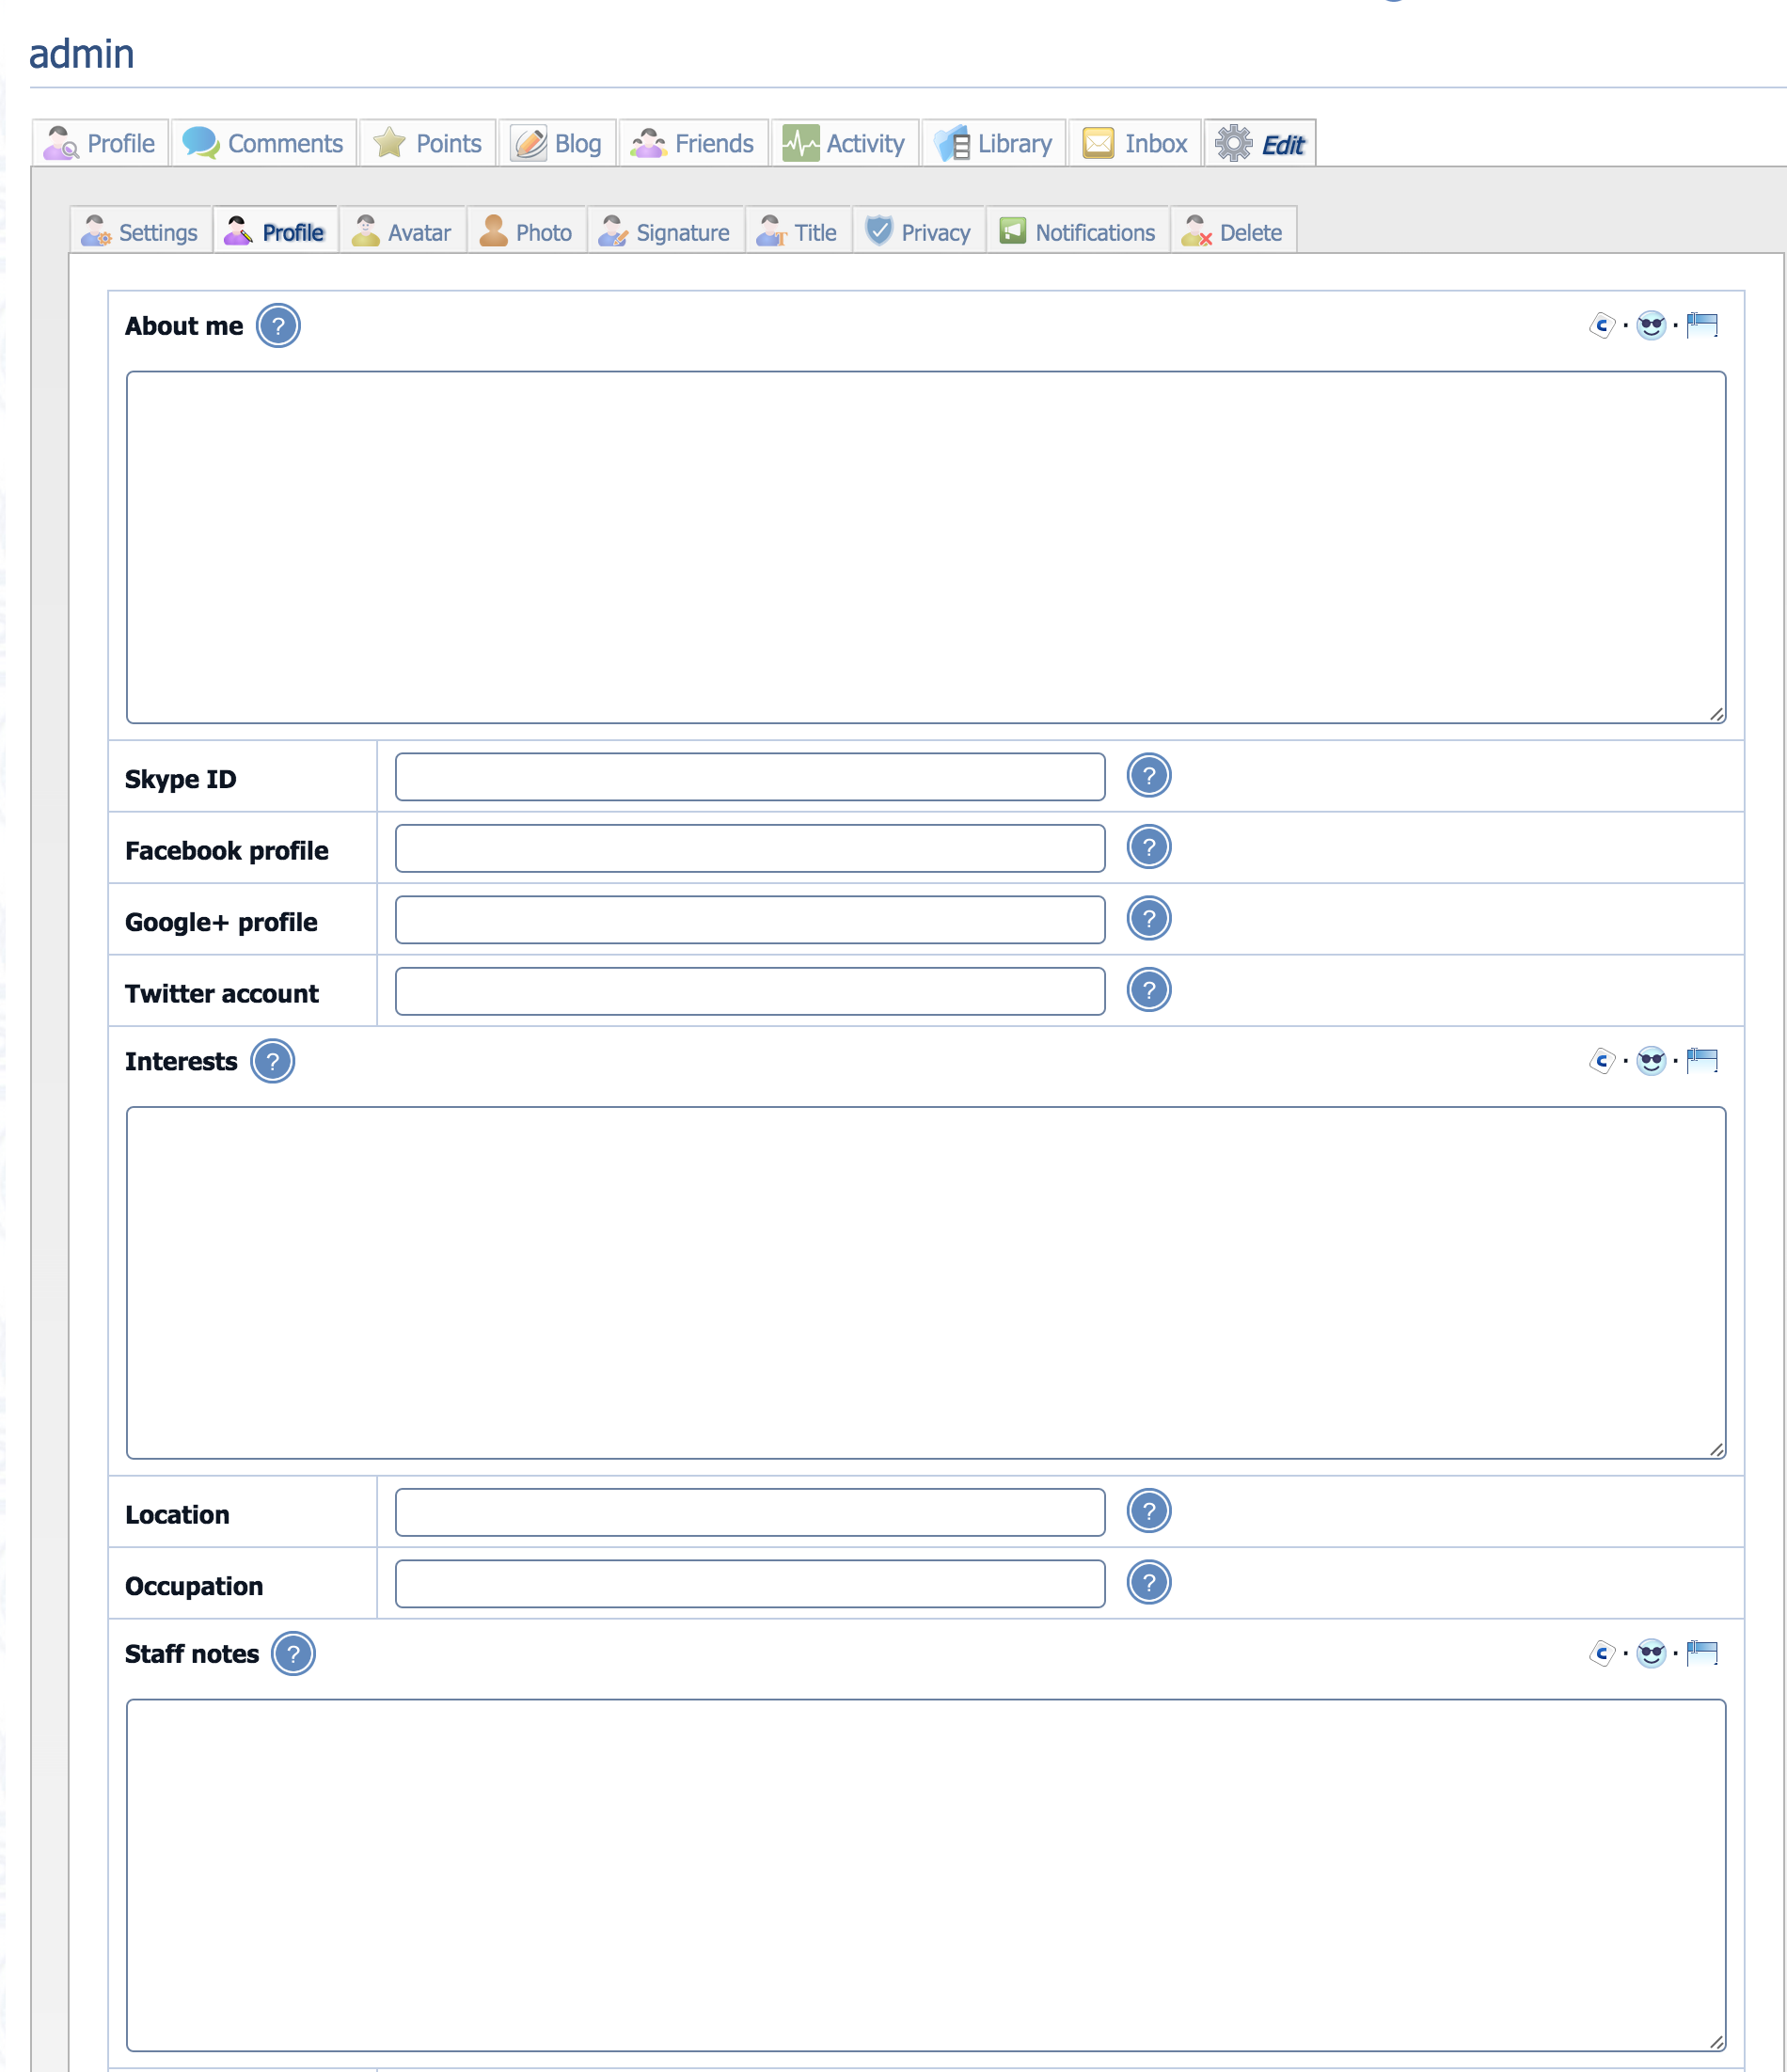 admin
Profile Comments Points Blog Friends Activity Library Inbox Edit
Settings Profile Avatar Photo Signature Title Privacy Notifications Delete
About me ?
Skype ID ?
Facebook profile ?
Google+ profile ?
Twitter account ?
Interests ?
Location ?
Occupation ?
Staff notes ?